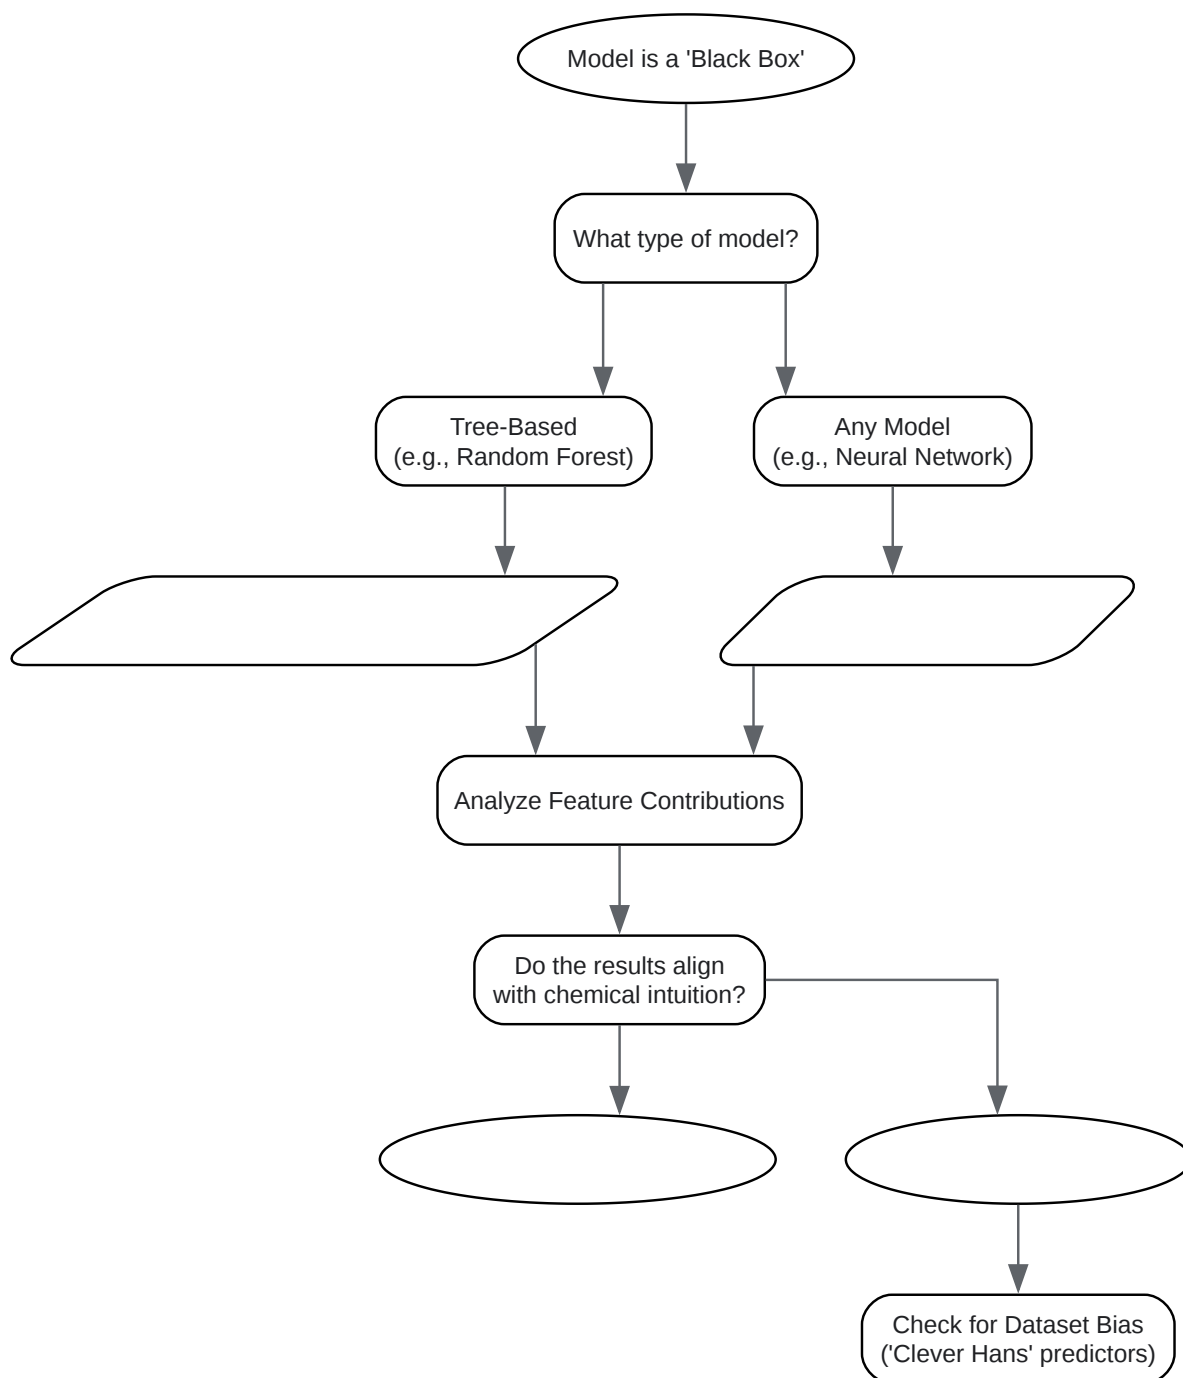 Model is a 'Black Box'
What type of model?
Tree-Based
(e.g., Random Forest)
Any Model
(e.g., Neural Network)
Analyze Feature Contributions
Do the results align
with chemical intuition?
Check for Dataset Bias
('Clever Hans' predictors)